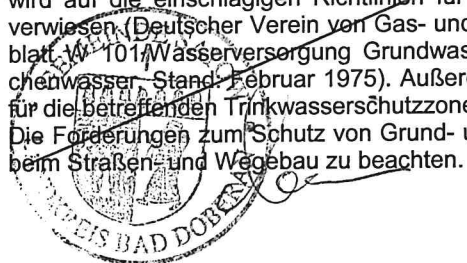 wird auf die einschlägigen Richtlinien für
verwiesen (Deutscher Verein von Gas- und
blatt W 101/Wasserversorgung Grundwas
chenwasser Stand: Februar 1975). Außer
für die betreffenden Trinkwasserschutzzone
Die Forderungen zum Schutz von Grund- u
beim Straßen- und Wegebau zu beachten.
BAD DOBERA